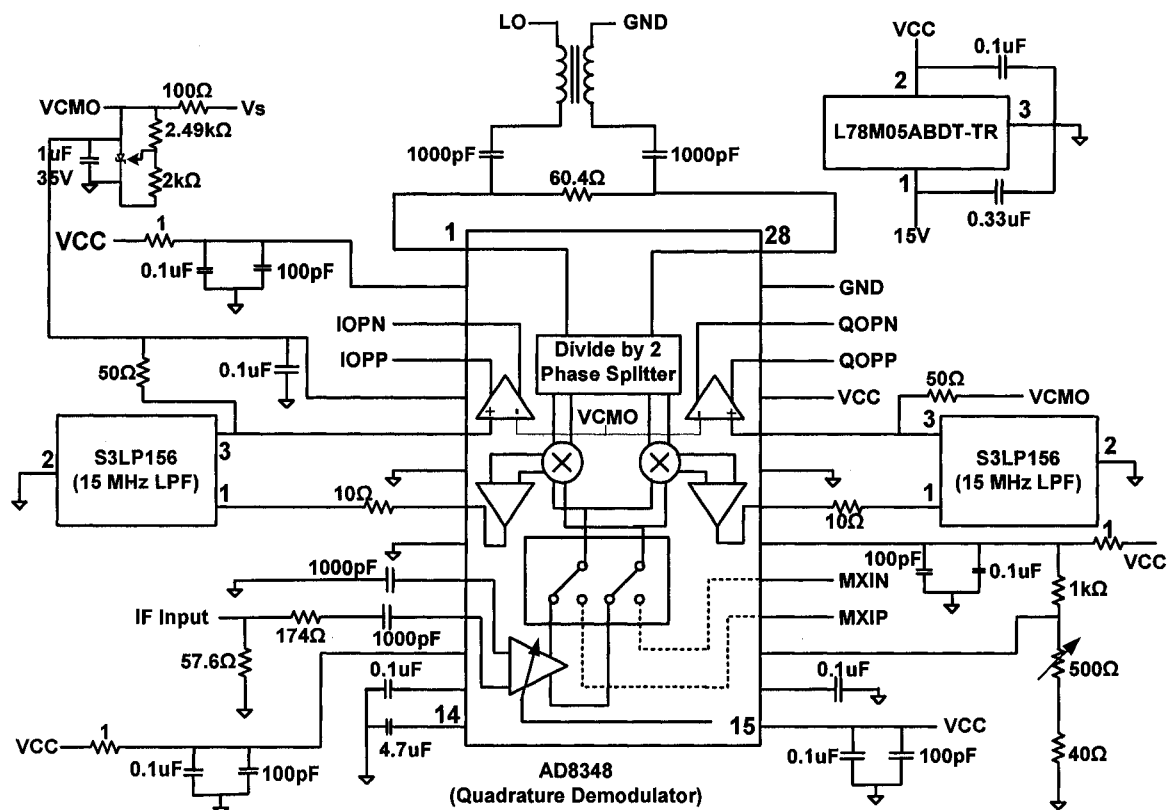 LO
GND
VCC
0.1uF
2
3
L78M05ABDT-TR
1
0.33uF
15V
100Ω
VCMO
Vs
2.49kΩ
1uF
35V
2kΩ
1000pF
1000pF
60.4Ω
1
VCC
0.1uF
100pF
1
28
GND
IOPN
QOPN
IOPP
QOPP
Divide by 2
Phase Splitter
VCC
VCMO
50Ω
0.1uF
50Ω
VCMO
+
-
-
+
3
2
S3LP156
(15 MHz LPF)
1
10Ω
3
2
S3LP156
(15 MHz LPF)
1
10Ω
1
VCC
100pF
0.1uF
1000pF
MXIN
1kΩ
IF Input
174Ω
1000pF
MXIP
57.6Ω
0.1uF
0.1uF
500Ω
14
15
VCC
4.7uF
VCC
1
0.1uF
100pF
0.1uF
100pF
40Ω
AD8348
(Quadrature Demodulator)